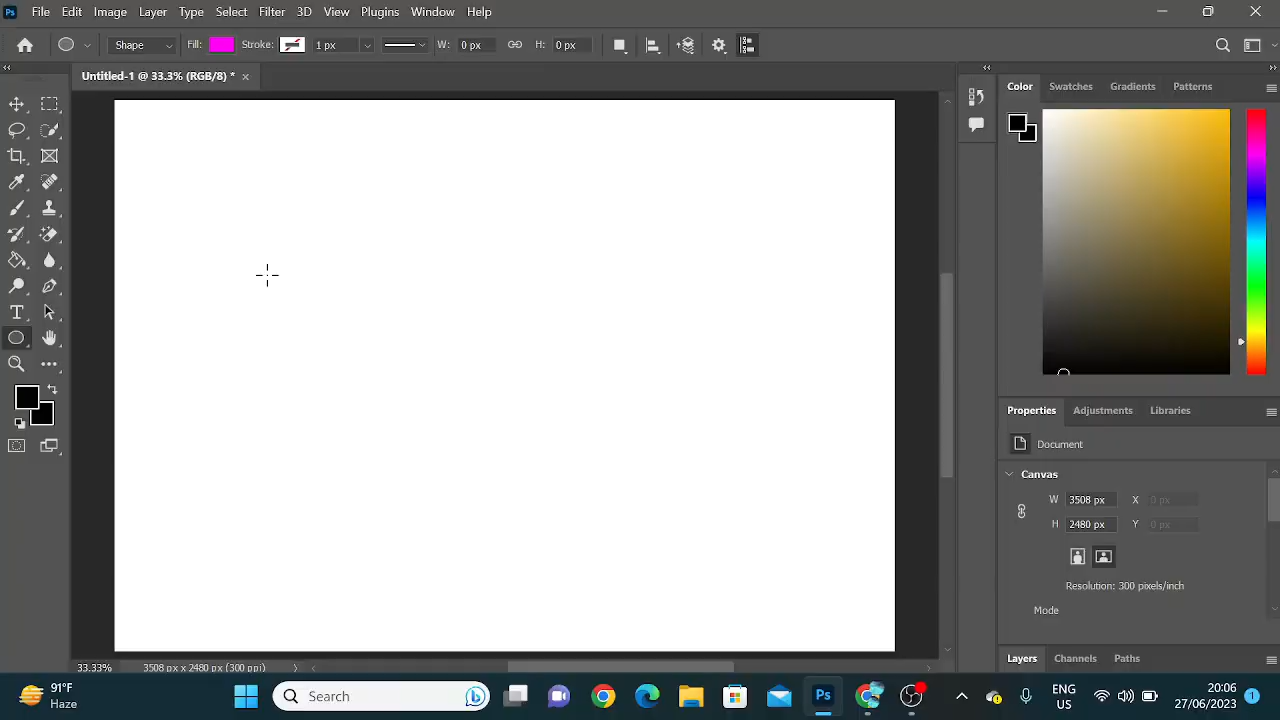 Ps File Edit Image Layer Type Select Filter 3D View Plugins Window Help
Shape Fill: Stroke: 1 px W: 0 px H: 0 px
Untitled-1 @ 33.3% (RGB/8) *
Color Swatches Gradients Patterns
T
Properties Adjustments Libraries
Document
Canvas
W 3508 px X 0 px
H 2480 px Y 0 px
Resolution: 300 pixels/inch
Mode
Layers Channels Paths
33.33% 3508 px x 2480 px (300 ppi)
91°F
Haze
Search
Ps
ENG
US
20:06
27/06/2023
1